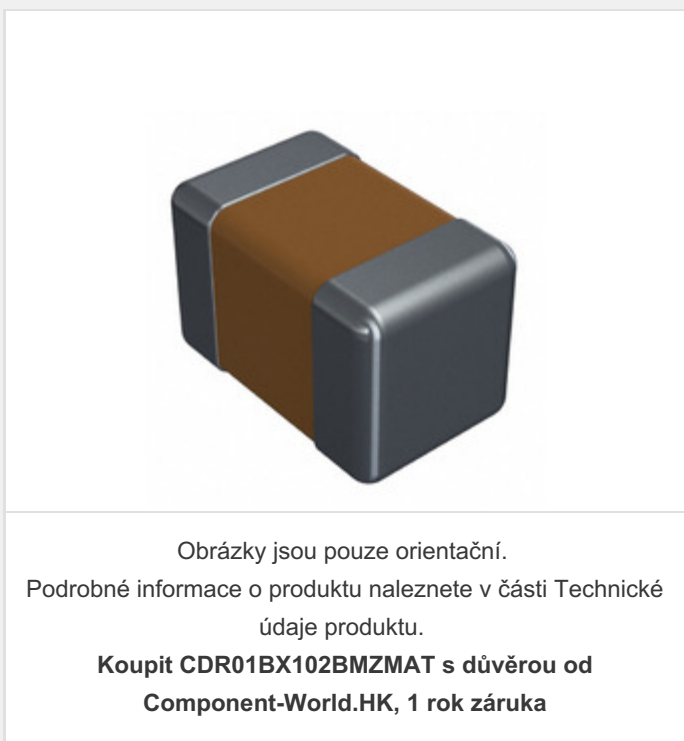 Obrázky jsou pouze orientační.
Podrobné informace o produktu naleznete v části Technické
údaje produktu.
Koupit CDR01BX102BMZMAT s důvěrou od
Component-World.HK, 1 rok záruka